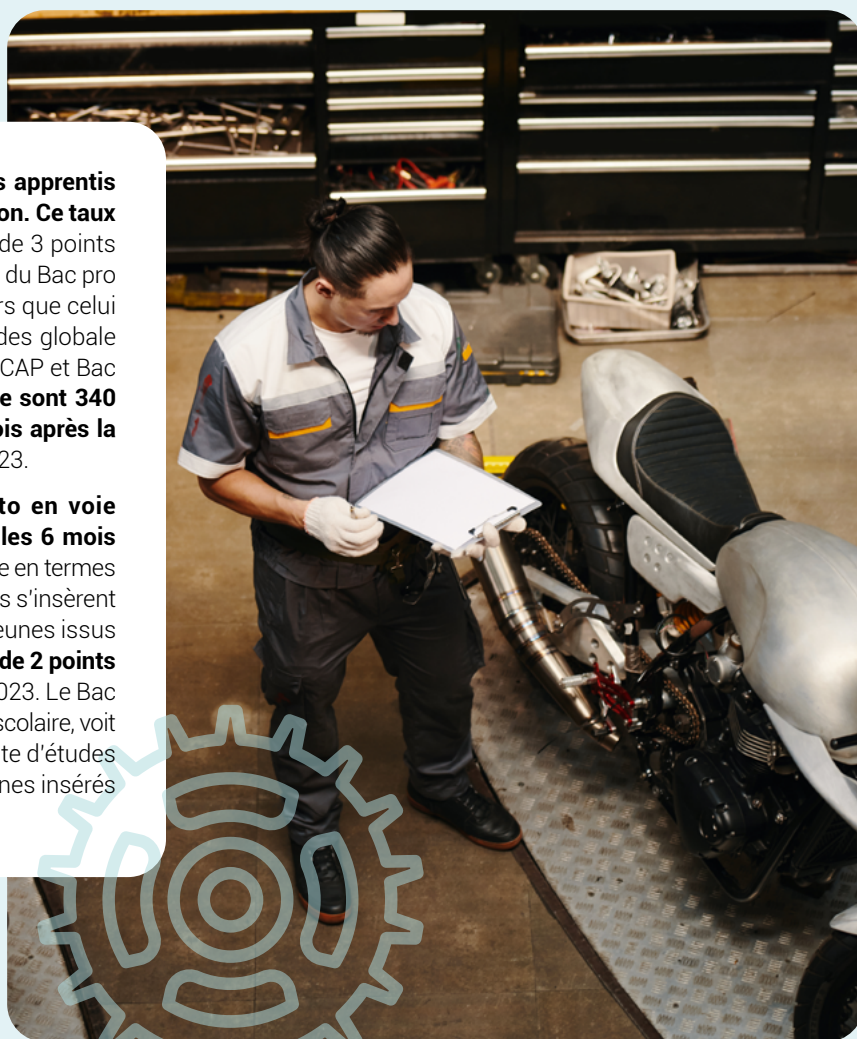 s apprentis
on. Ce taux
de 3 points
du Bac pro
rs que celui
des globale
CAP et Bac
e sont 340
ois après la
23.
to en voie
les 6 mois
e en termes
s s'insèrent
eunes issus
de 2 points
023. Le Bac
scolaire, voit
te d'études
nes insérés